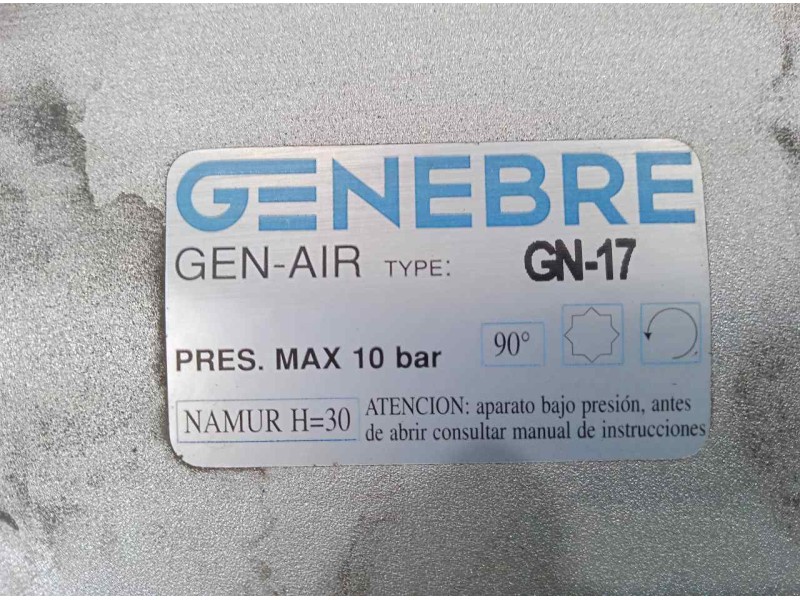 GENEBRE
GEN-AIR TYPE: GN-17
PRES. MAX 10 bar 90°
NAMUR H=30
ATENCION: aparato bajo presión, antes
de abrir consultar manual de instrucciones